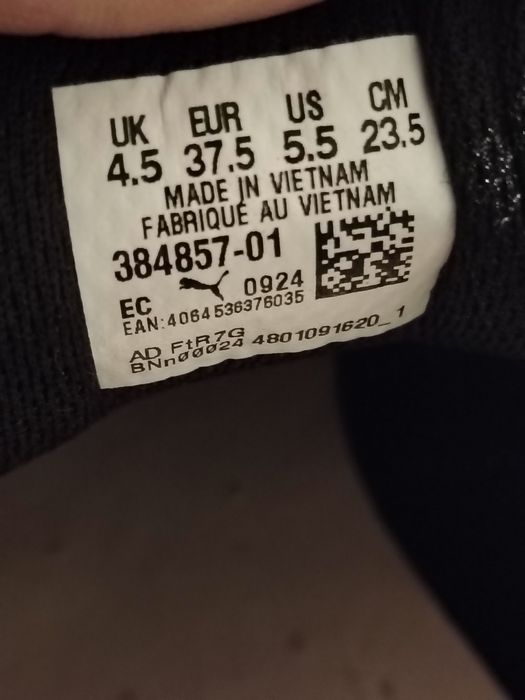 UK EUR US CM
4.5 37.5 5.5 23.5
MADE IN VIETNAM
FABRIQUÉ AU VIETNAM
384857-01
EC 0924
EAN:4064536376035
AD FtR7G
BNn00024 4801091620_1